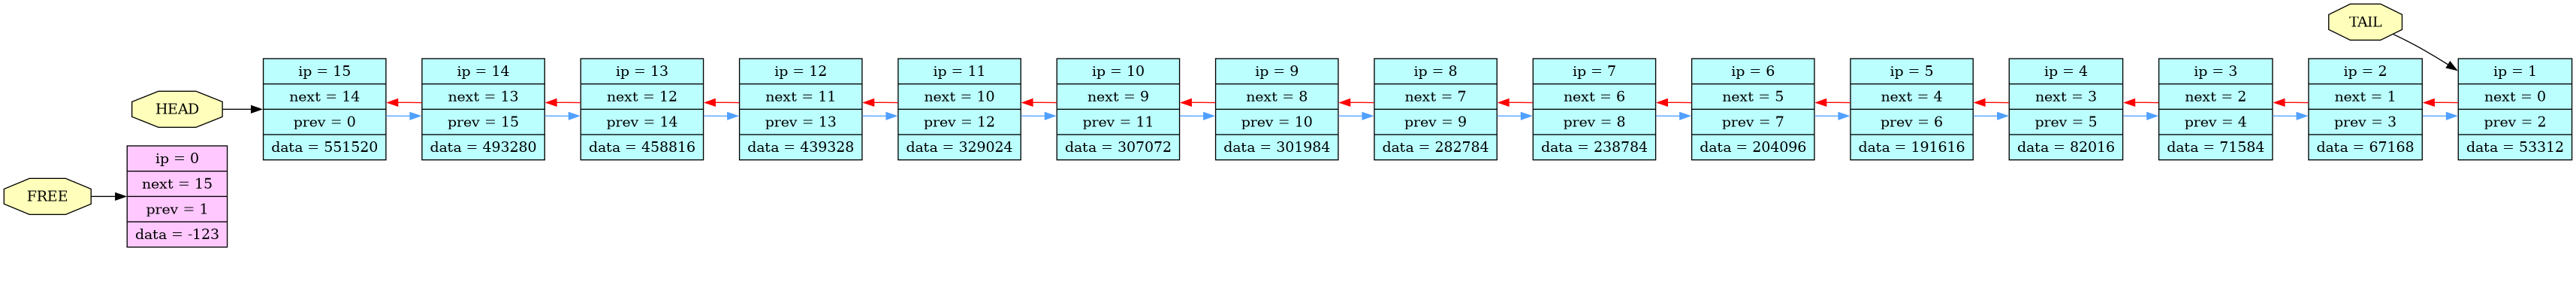 TAIL
HEAD
FREE
ip = 0
next = 15
prev = 1
data = -123
ip = 15
next = 14
prev = 0
data = 551520
ip = 14
next = 13
prev = 15
data = 493280
ip = 13
next = 12
prev = 14
data = 458816
ip = 12
next = 11
prev = 13
data = 439328
ip = 11
next = 10
prev = 12
data = 329024
ip = 10
next = 9
prev = 11
data = 307072
ip = 9
next = 8
prev = 10
data = 301984
ip = 8
next = 7
prev = 9
data = 282784
ip = 7
next = 6
prev = 8
data = 238784
ip = 6
next = 5
prev = 7
data = 204096
ip = 5
next = 4
prev = 6
data = 191616
ip = 4
next = 3
prev = 5
data = 82016
ip = 3
next = 2
prev = 4
data = 71584
ip = 2
next = 1
prev = 3
data = 67168
ip = 1
next = 0
prev = 2
data = 53312